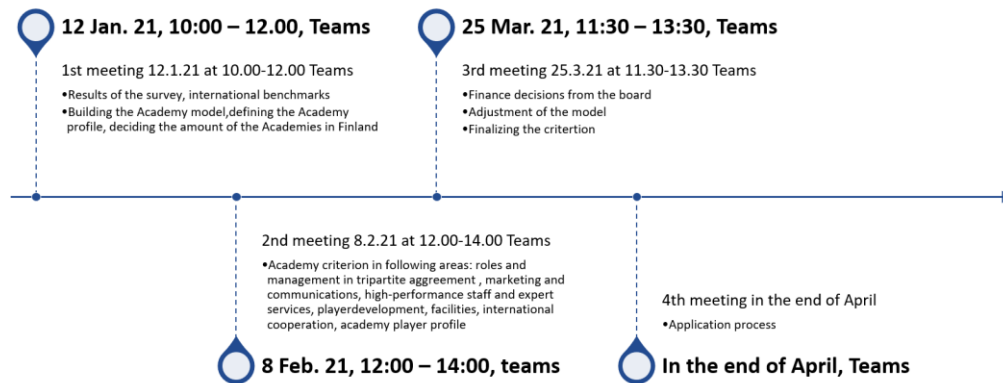 12 Jan. 21, 10:00 – 12.00, Teams
1st meeting 12.1.21 at 10.00-12.00 Teams
•Results of the survey, international benchmarks
•Building the Academy model,defining the Academy
profile, deciding the amount of the Academies in Finland
25 Mar. 21, 11:30 – 13:30, Teams
3rd meeting 25.3.21 at 11.30-13.30 Teams
•Finance decisions from the board
•Adjustment of the model
•Finalizing the critertion
2nd meeting 8.2.21 at 12.00-14.00 Teams
•Academy criterion in following areas: roles and
management in tripartite aggreement , marketing and
communications, high-performance staff and expert
services, playerdevelopment, facilities, international
cooperation, academy player profile
8 Feb. 21, 12:00 – 14:00, teams
4th meeting in the end of April
•Application process
In the end of April, Teams